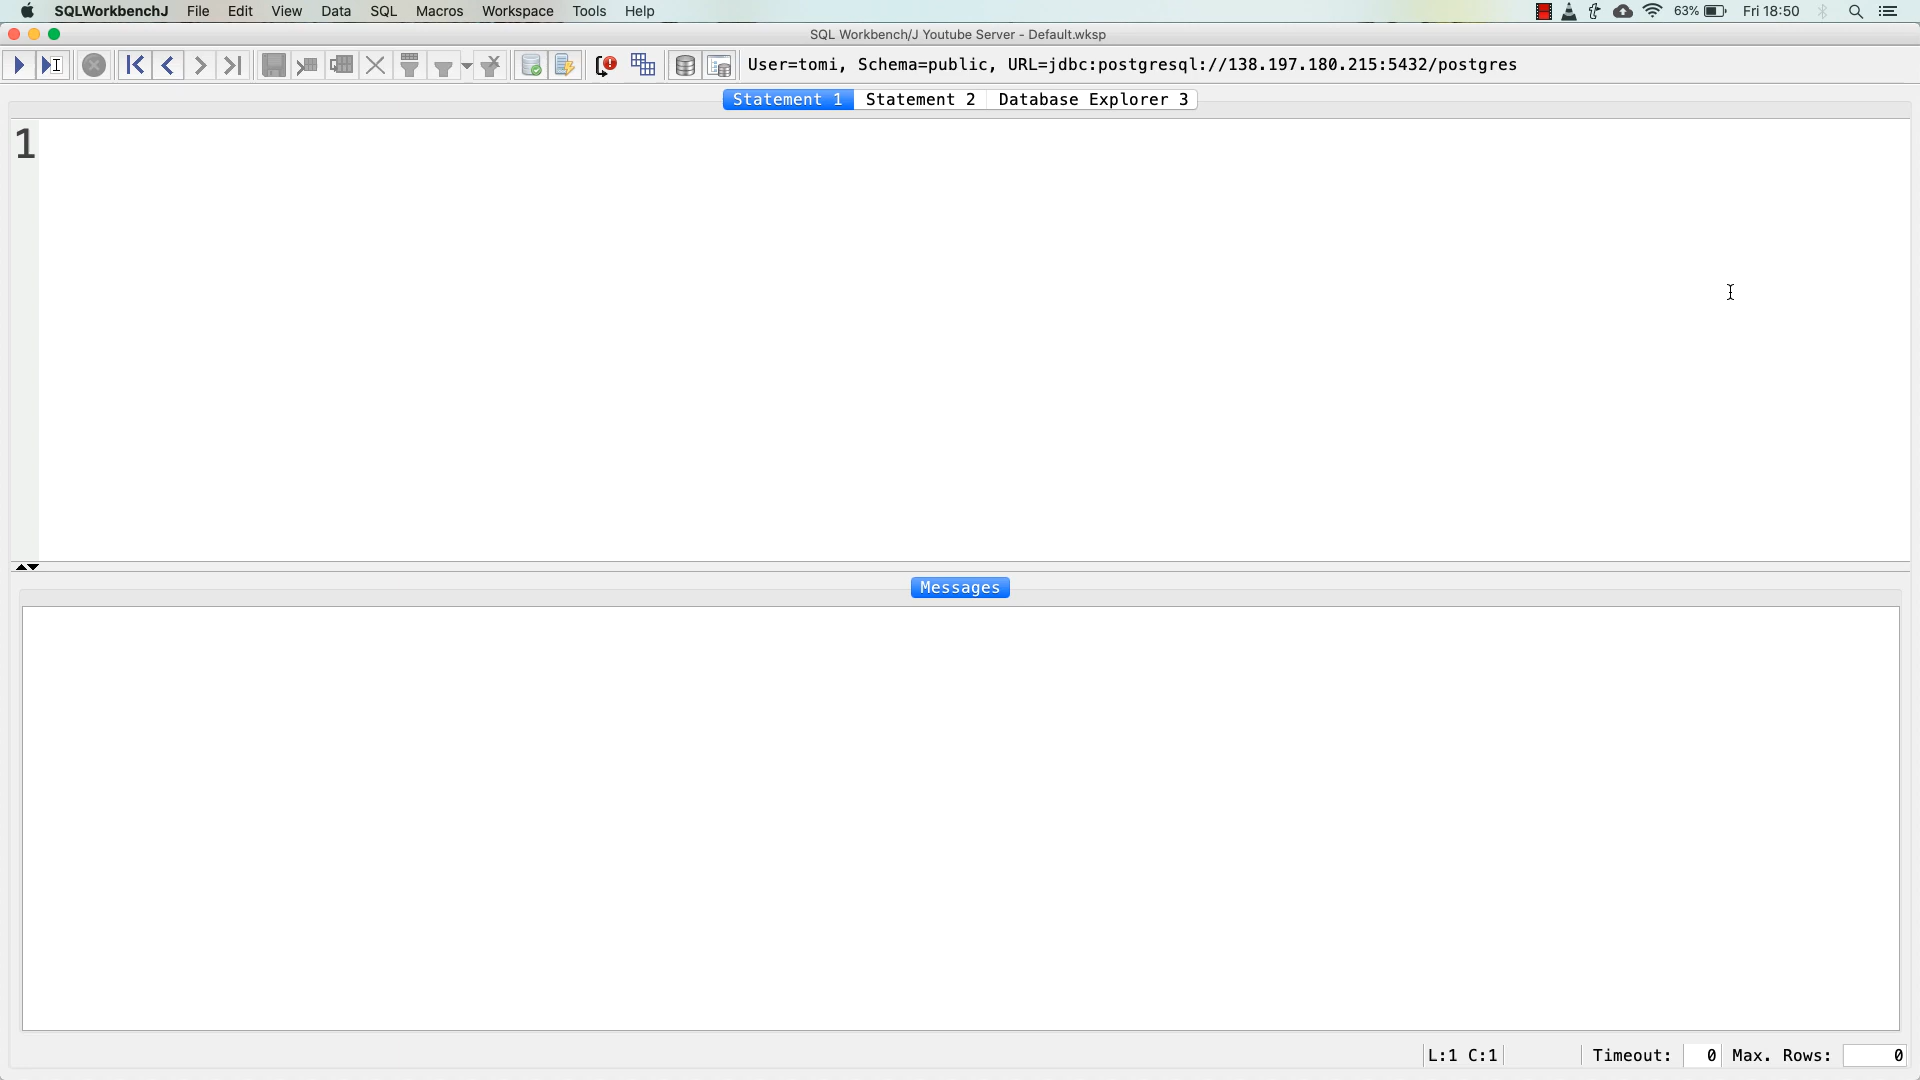 SQLWorkbenchJ File Edit View Data SQL Macros Workspace Tools Help 63% Fri 18:50
SQL Workbench/J Youtube Server - Default.wksp
User=tomi, Schema=public, URL=jdbc:postgresql://138.197.180.215:5432/postgres
Statement 1 Statement 2 Database Explorer 3
1
Messages
L:1 C:1 Timeout: 0 Max. Rows: 0